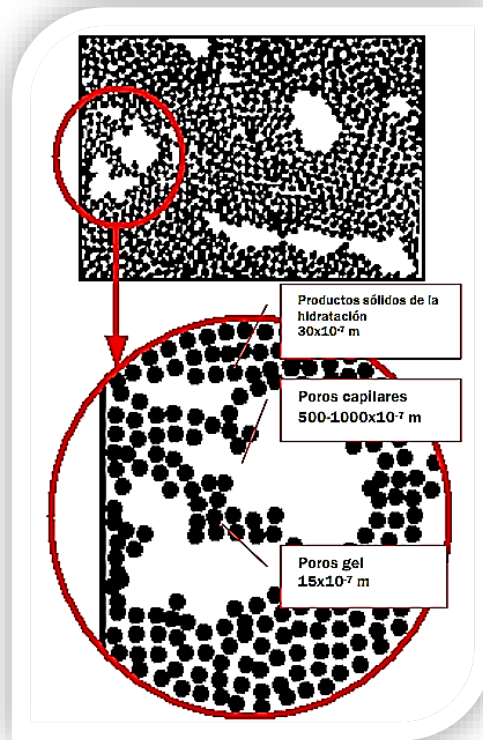 Productos sólidos de la
hidratación
30x10⁻⁷ m
Poros capilares
500-1000x10⁻⁷ m
Poros gel
15x10⁻⁷ m